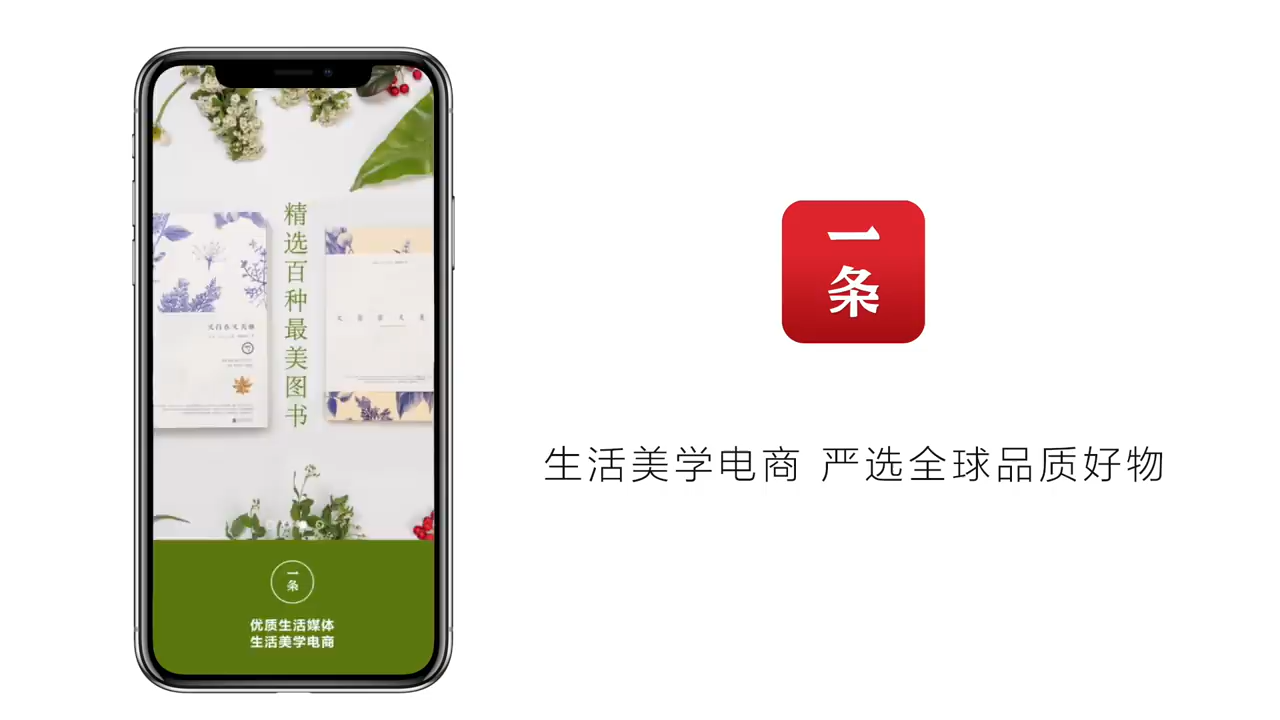 精选百种最美图书
一条
优质生活媒体
生活美学电商
一条
生活美学电商 严选全球品质好物